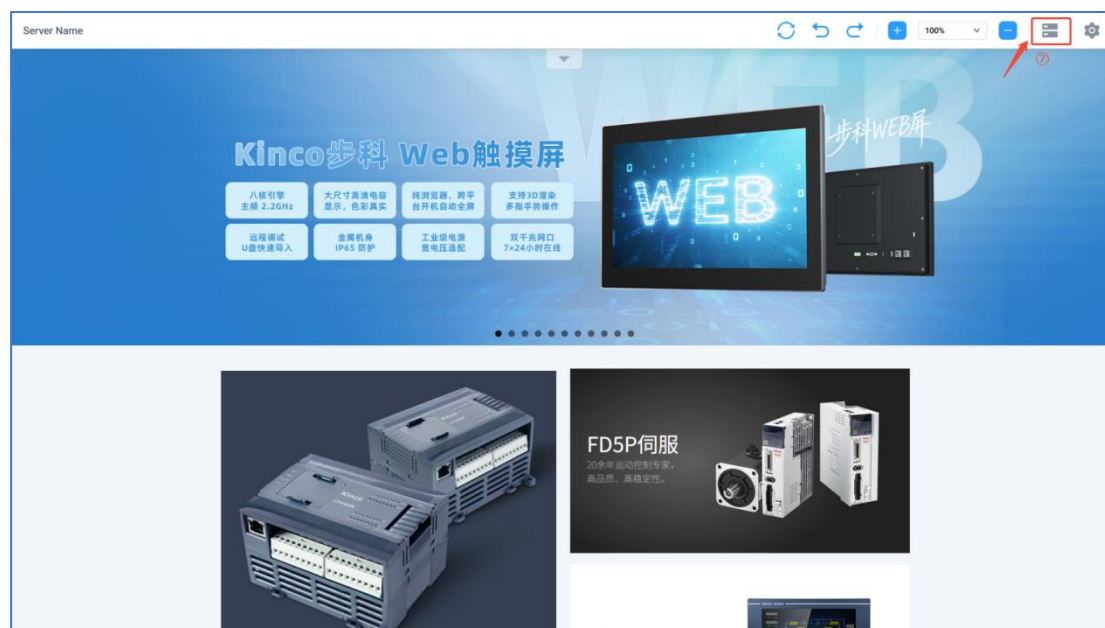 Server Name
100%
⑦
WEB
Kinco步科 Web触摸屏
步科WEB屏
八核引擎
主频 2.2GHz
大尺寸高清电容
显示，色彩真实
纯浏览器，跨平
台开机自动全屏
支持3D渲染
多指手势操作
远程调试
U盘快速导入
金属机身
IP65 防护
工业级电源
宽电压适配
双千兆网口
7×24小时在线
WEB
FD5P伺服
20余年运动控制专家，
高品质、高稳定性。
Kinco